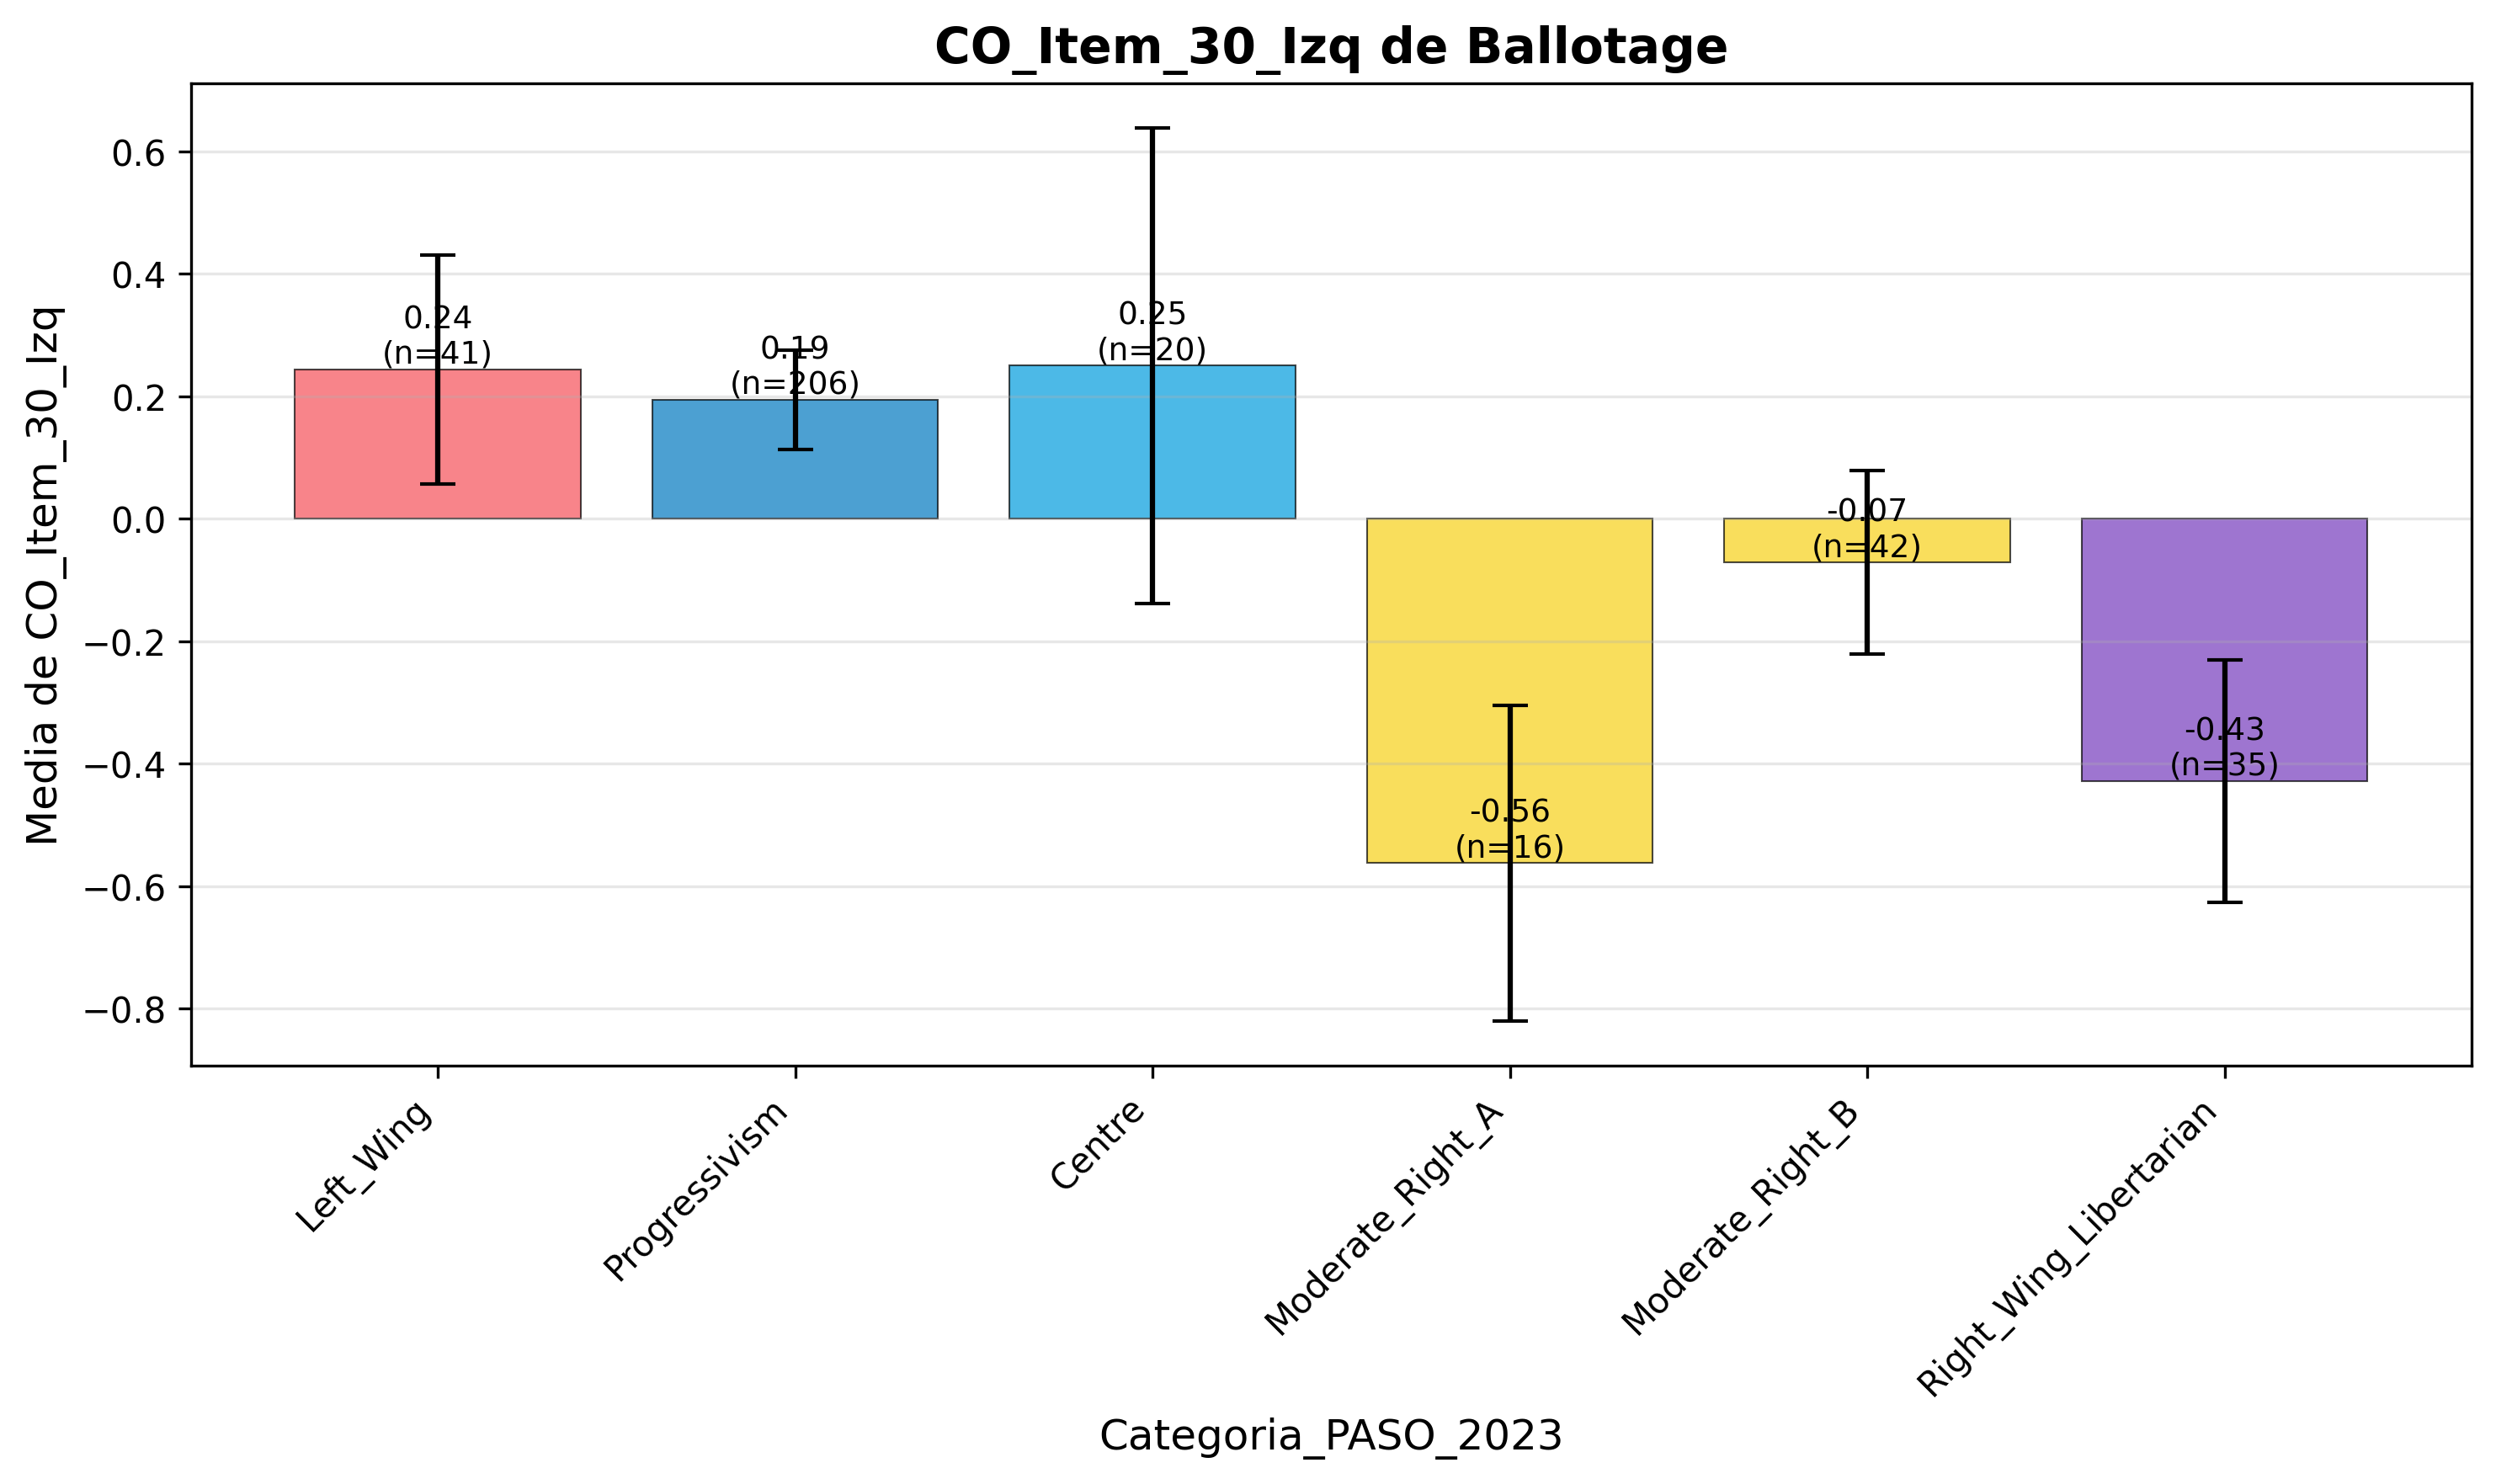 CO_Item_30_Izq de Ballotage
Media de CO_Item_30_Izq
0.6
0.4
0.2
0.0
−0.2
−0.4
−0.6
−0.8
0.24
(n=41)
0.19
(n=206)
0.25
(n=20)
-0.56
(n=16)
-0.07
(n=42)
-0.43
(n=35)
Left_Wing
Progressivism
Centre
Moderate_Right_A
Moderate_Right_B
Right_Wing_Libertarian
Categoria_PASO_2023